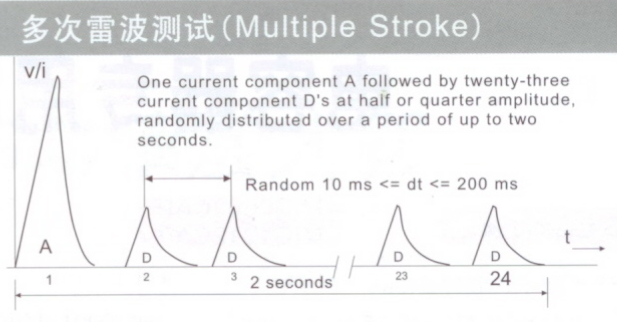 多次雷波测试(Multiple Stroke)
v/i
One current component A followed by twenty-three
current component D's at half or quarter amplitude,
randomly distributed over a period of up to two
seconds.
Random 10 ms <= dt <= 200 ms
t
A
D
D
D
D
1
2
3
2 seconds
23
24